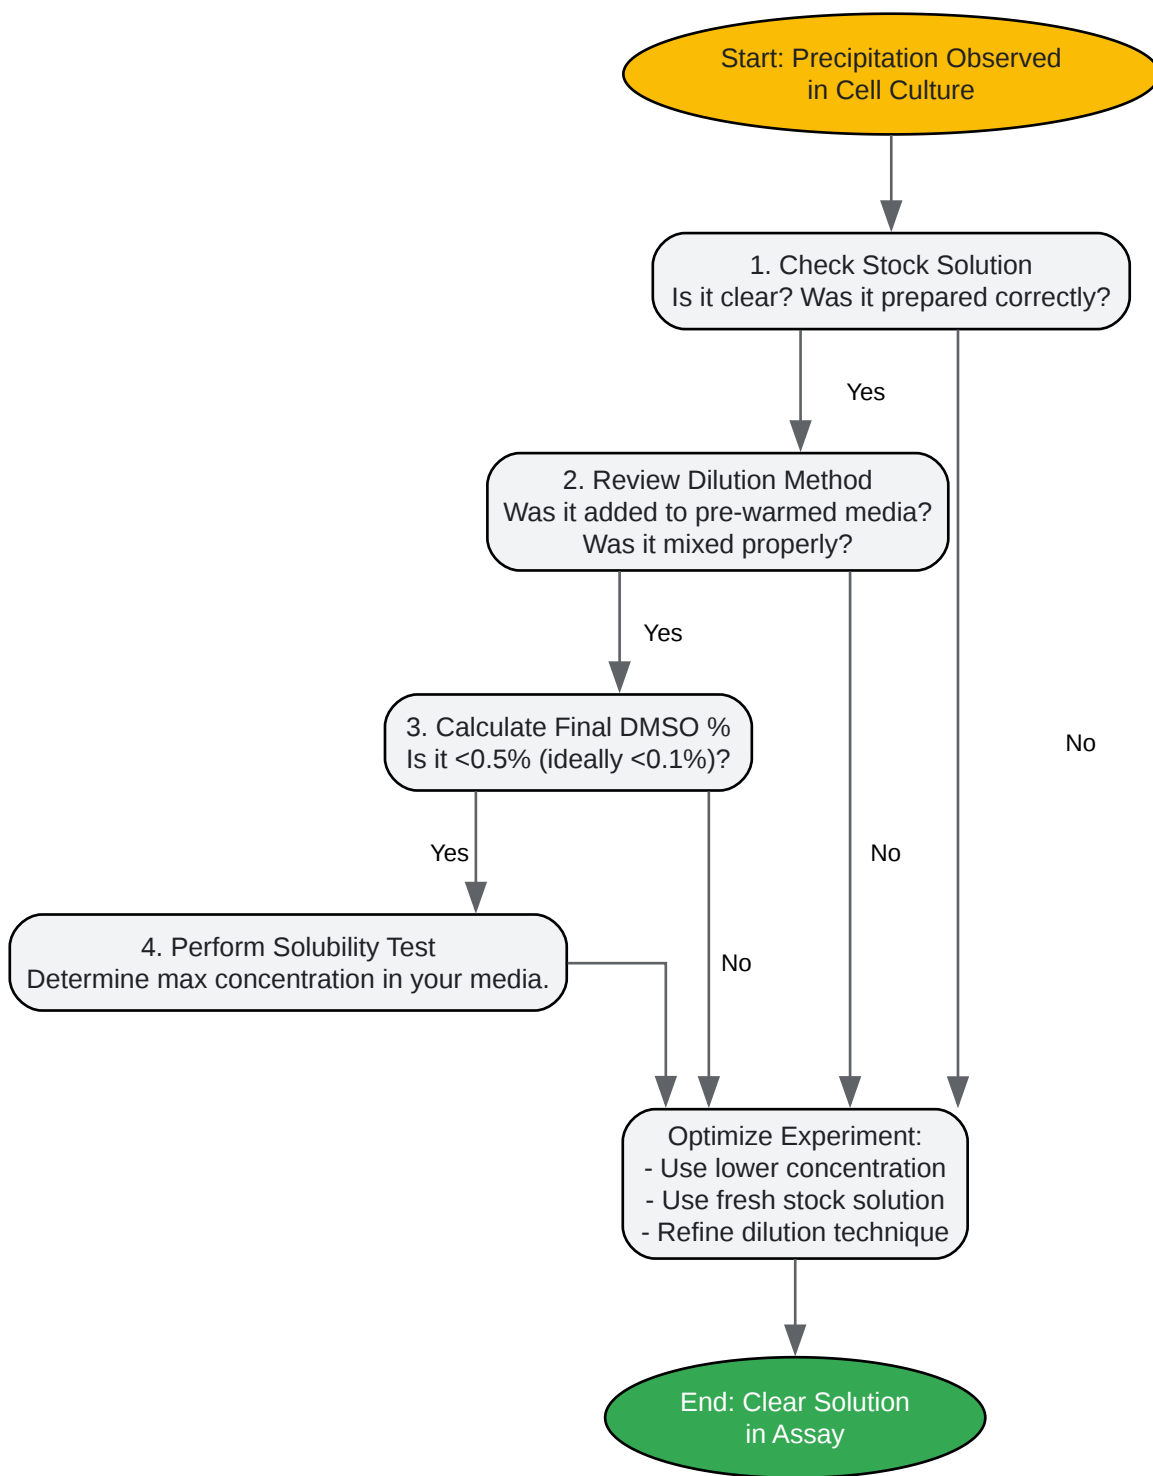 Start: Precipitation Observed
in Cell Culture
1. Check Stock Solution
Is it clear? Was it prepared correctly?
Yes
2. Review Dilution Method
Was it added to pre-warmed media?
Was it mixed properly?
Yes
3. Calculate Final DMSO %
Is it <0.5% (ideally <0.1%)?
No
Yes
No
4. Perform Solubility Test
Determine max concentration in your media.
No
Optimize Experiment:
- Use lower concentration
- Use fresh stock solution
- Refine dilution technique
End: Clear Solution
in Assay